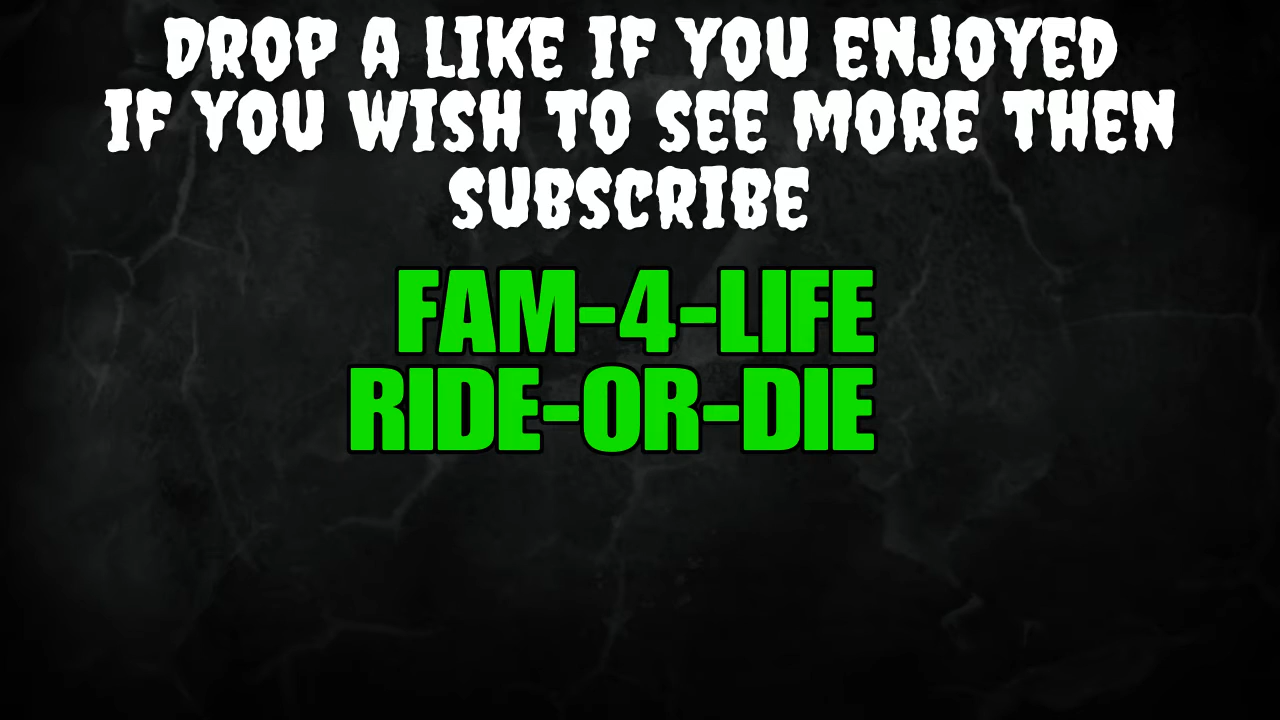 DROP A LIKE IF YOU ENJOYED
IF YOU WISH TO SEE MORE THEN
SUBSCRIBE
FAM-4-LIFE
RIDE-OR-DIE